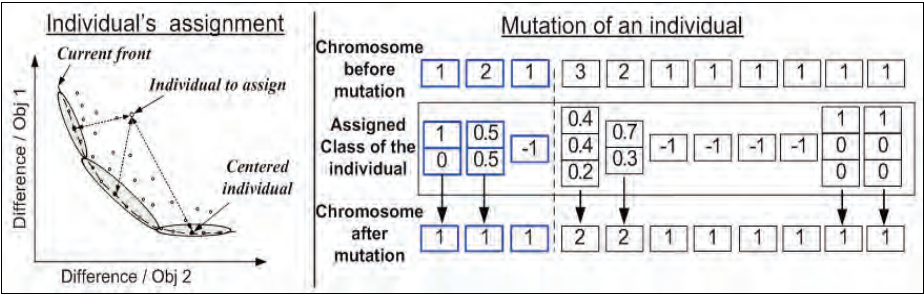 Individual's assignment
Current front
Individual to assign
Centered
individual
Difference / Obj 1
Difference / Obj 2
Mutation of an individual
Chromosome
before
mutation
1 2 1 3 2 1 1 1 1 1 1
Assigned
Class of the
individual
1 0.5 -1 0.4 0.7 -1 -1 -1 -1 1 1
0 0.5 0.4 0.3 0 0
0.2 0 0
Chromosome
after
mutation
1 1 1 2 2 1 1 1 1 1 1